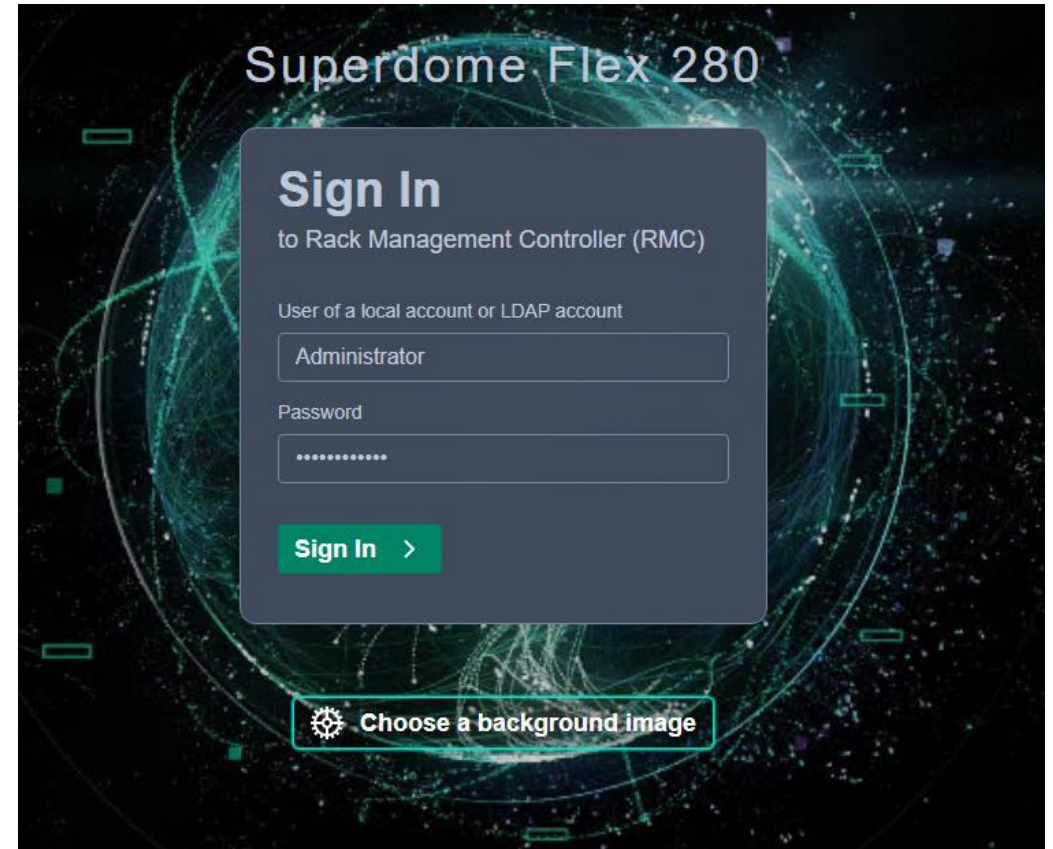 Superdome Flex 280
Sign In
to Rack Management Controller (RMC)
User of a local account or LDAP account
Administrator
Password
••••••••••••
Sign In
Choose a background image